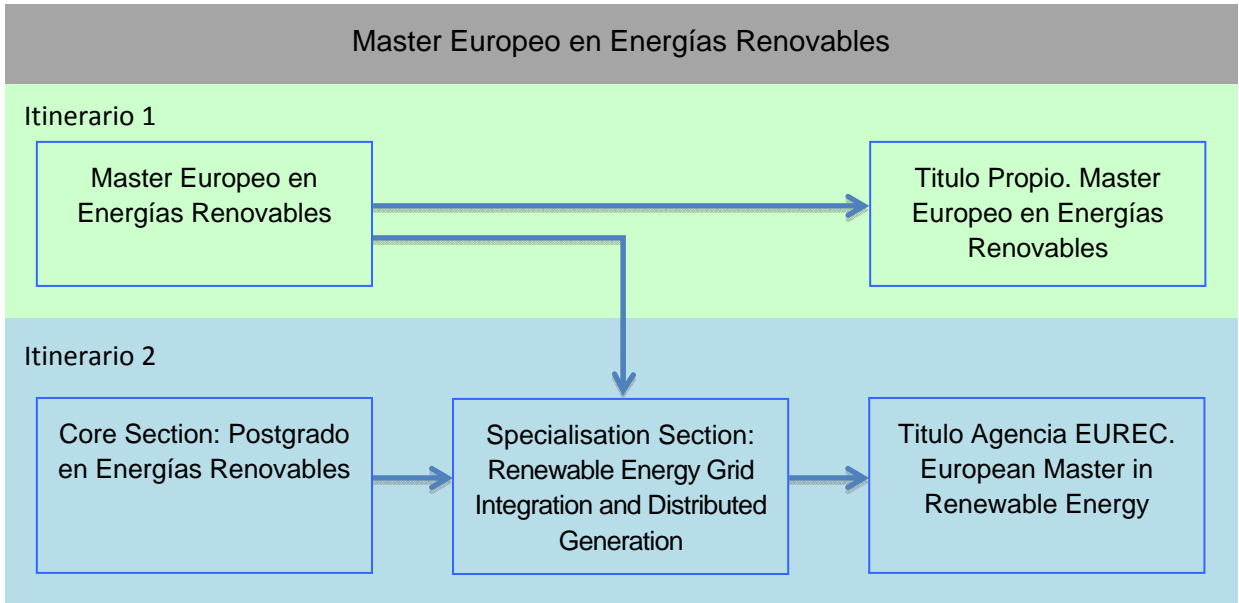 Master Europeo en Energías Renovables
Itinerario 1
Master Europeo en
Energías Renovables
Titulo Propio. Master
Europeo en Energías
Renovables
Itinerario 2
Core Section: Postgrado
en Energías Renovables
Specialisation Section:
Renewable Energy Grid
Integration and Distributed
Generation
Titulo Agencia EUREC.
European Master in
Renewable Energy